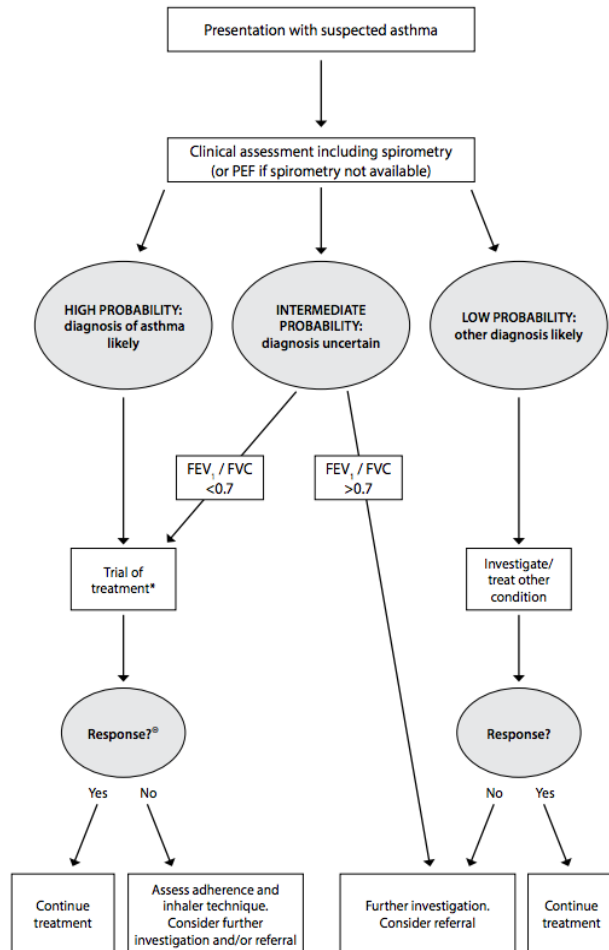 Presentation with suspected asthma
Clinical assessment including spirometry
(or PEF if spirometry not available)
HIGH PROBABILITY:
diagnosis of asthma
likely
INTERMEDIATE
PROBABILITY:
diagnosis uncertain
LOW PROBABILITY:
other diagnosis likely
FEV₁ / FVC
<0.7
FEV₁ / FVC
>0.7
Trial of
treatment*
Investigate/
treat other
condition
Response?⊗
Response?
Yes
No
No
Yes
Continue
treatment
Assess adherence and
inhaler technique.
Consider further
investigation and/or referral
Further investigation.
Consider referral
Continue
treatment